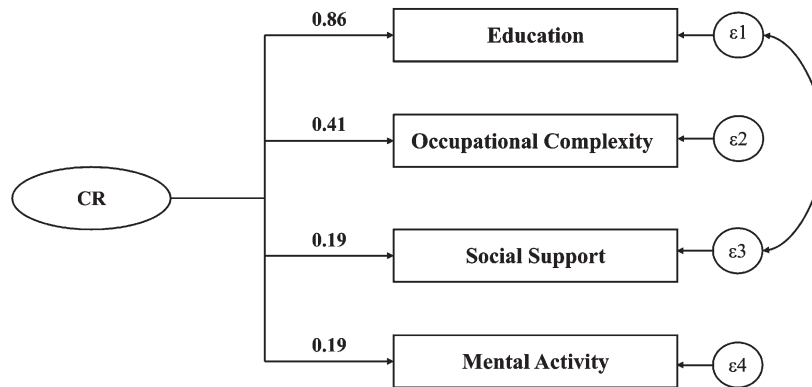 0.86
Education
ε1
0.41
Occupational Complexity
ε2
CR
0.19
Social Support
ε3
0.19
Mental Activity
ε4